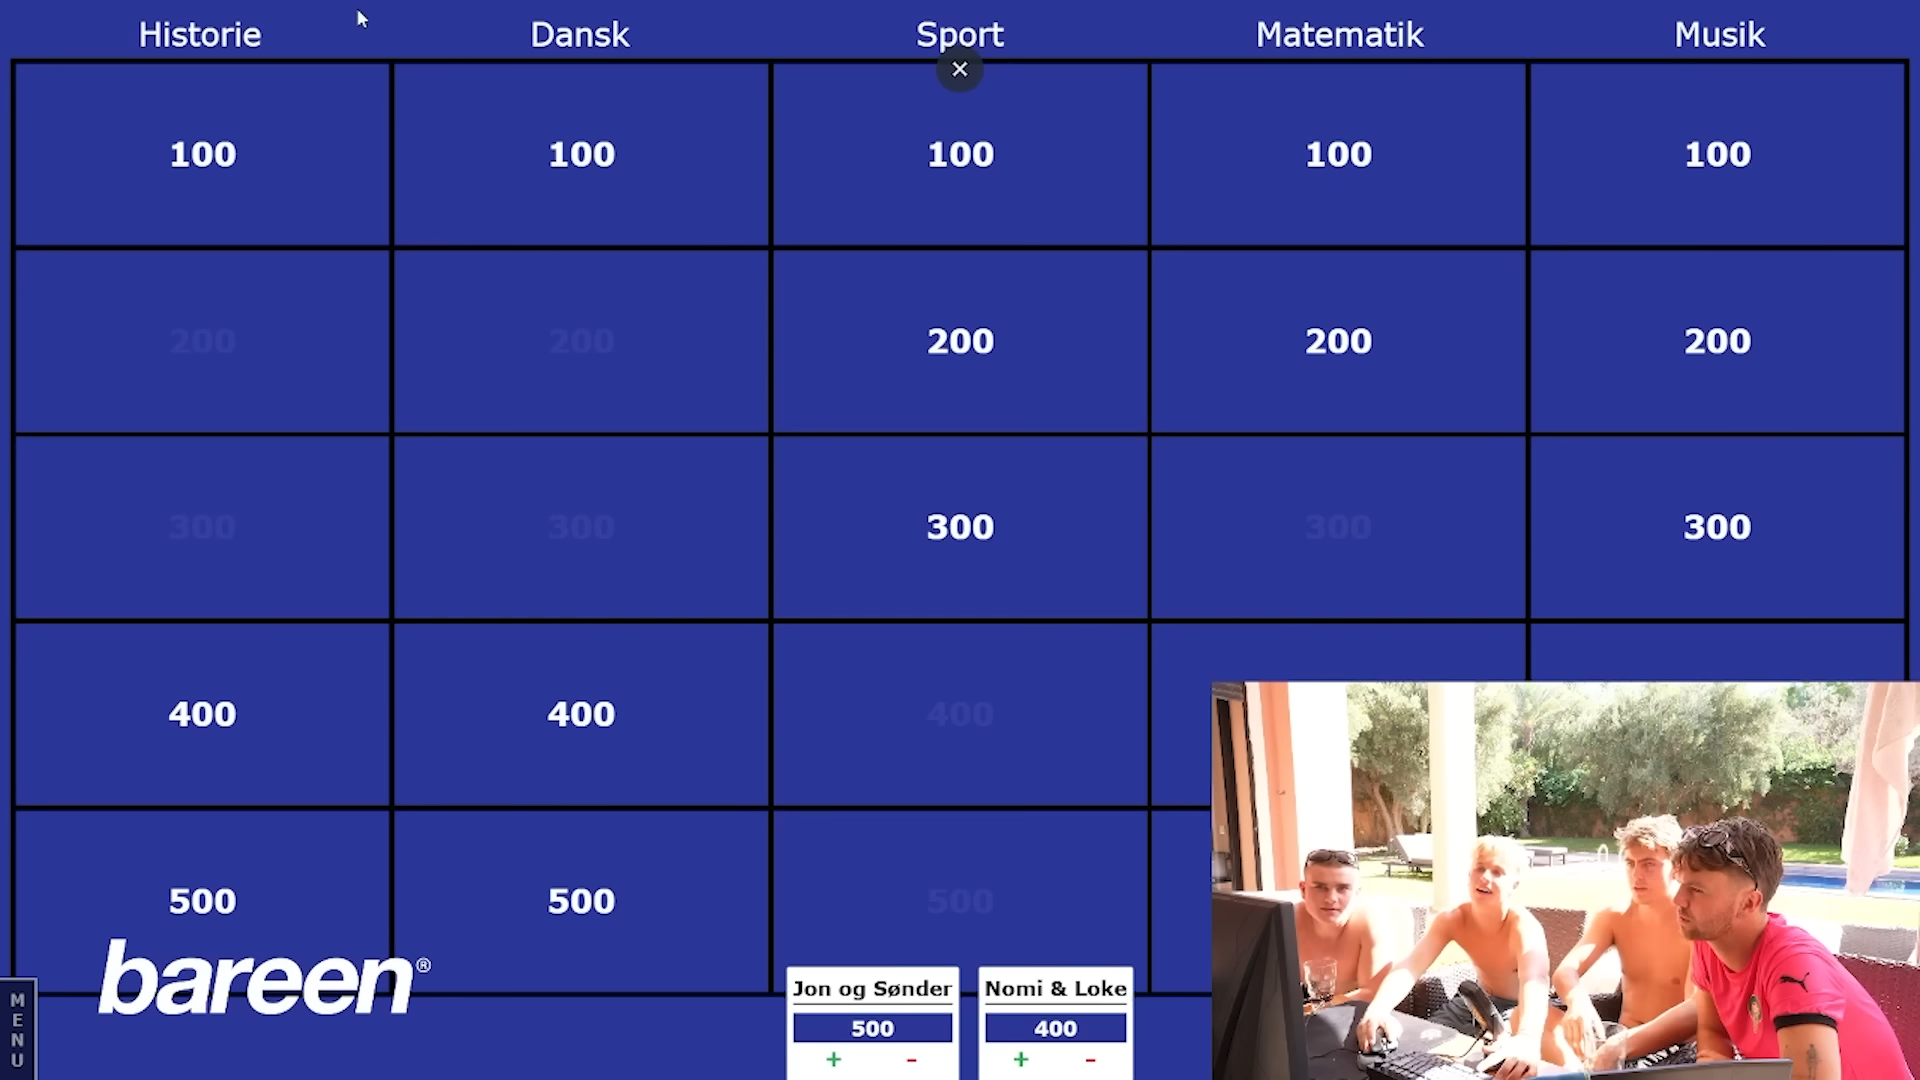 Historie Dansk Sport Matematik Musik
100 100 100 100 100
200 200 200 200 200
300 300 300 300 300
400 400 400
500 500 500
bareen®
MENU
Jon og Sønder Nomi & Loke
500 400
+ - + -